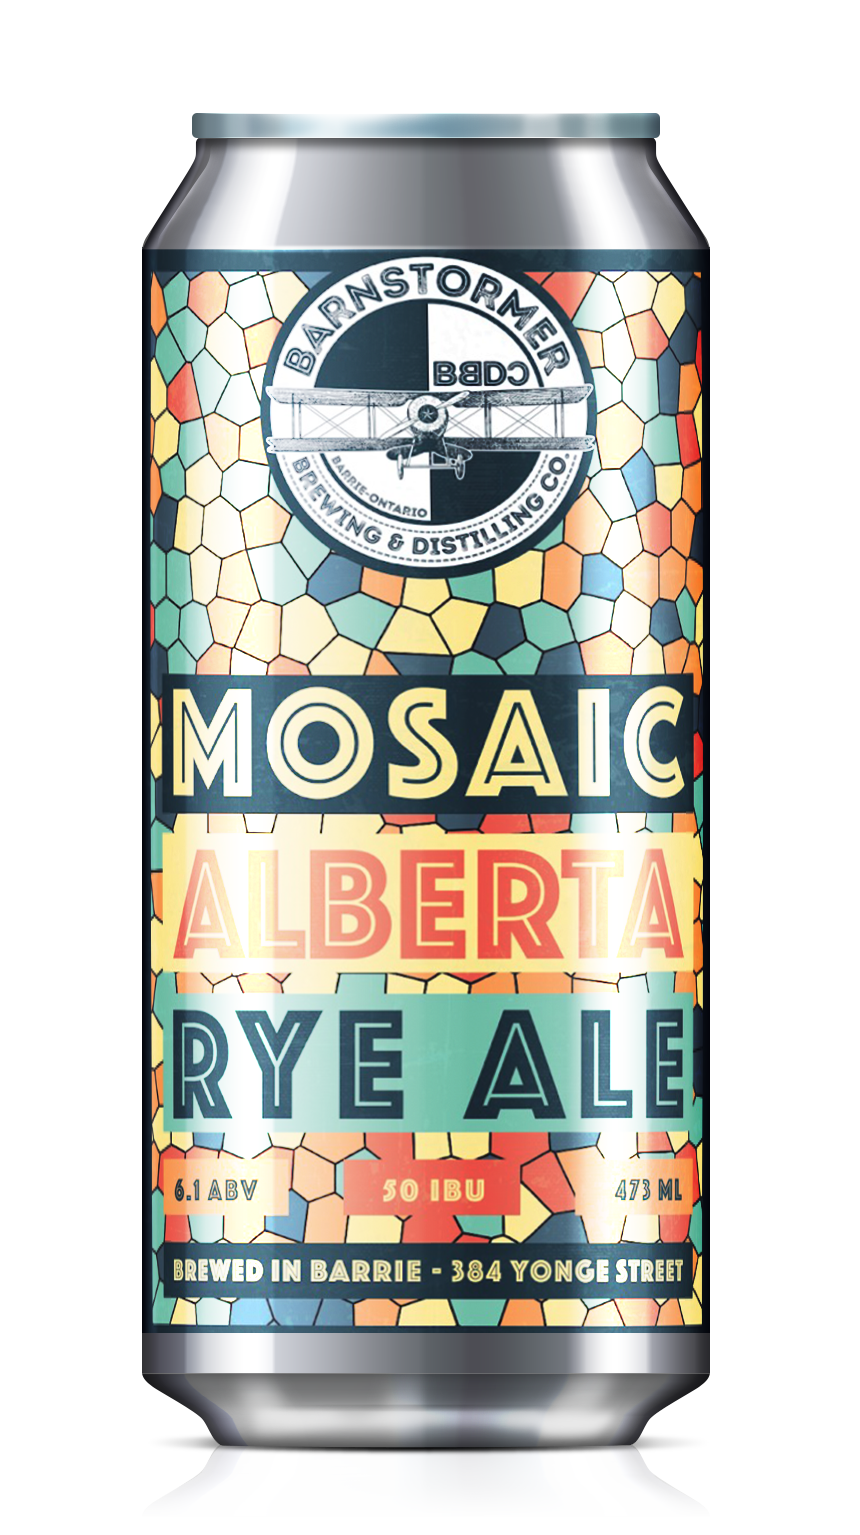 BARNSTORMER
BBDC
BARRIE-ONTARIO
BREWING & DISTILLING CO.
MOSAIC
ALBERTA
RYE ALE
6.1 ABV 50 IBU 473 ML
BREWED IN BARRIE - 384 YONGE STREET